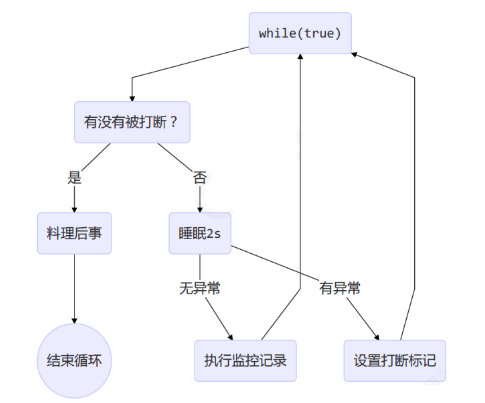 while(true)
有没有被打断？
是
否
料理后事
睡眠2s
无异常
有异常
结束循环
执行监控记录
设置打断标记